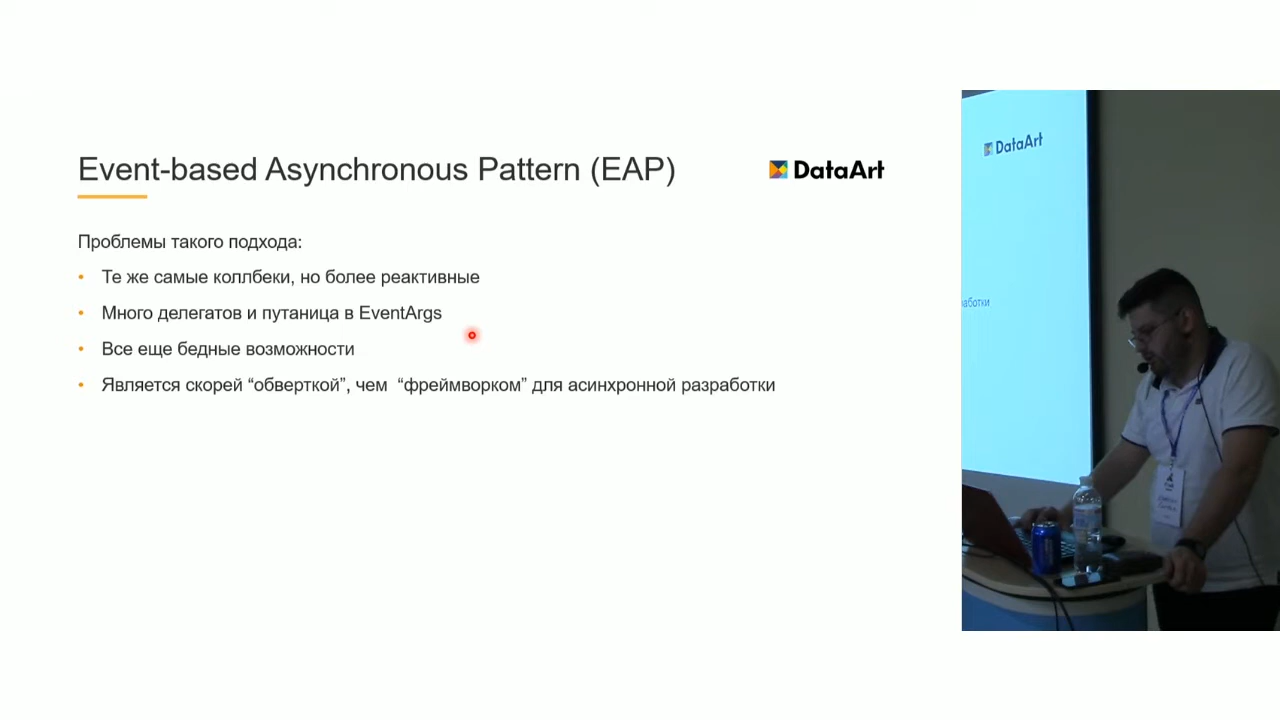 Event-based Asynchronous Pattern (EAP)
DataArt
Проблемы такого подхода:
• Те же самые коллбеки, но более реактивные
• Много делегатов и путаница в EventArgs
• Все еще бедные возможности
• Является скорей “обверткой”, чем “фреймворком” для асинхронной разработки
DataArt